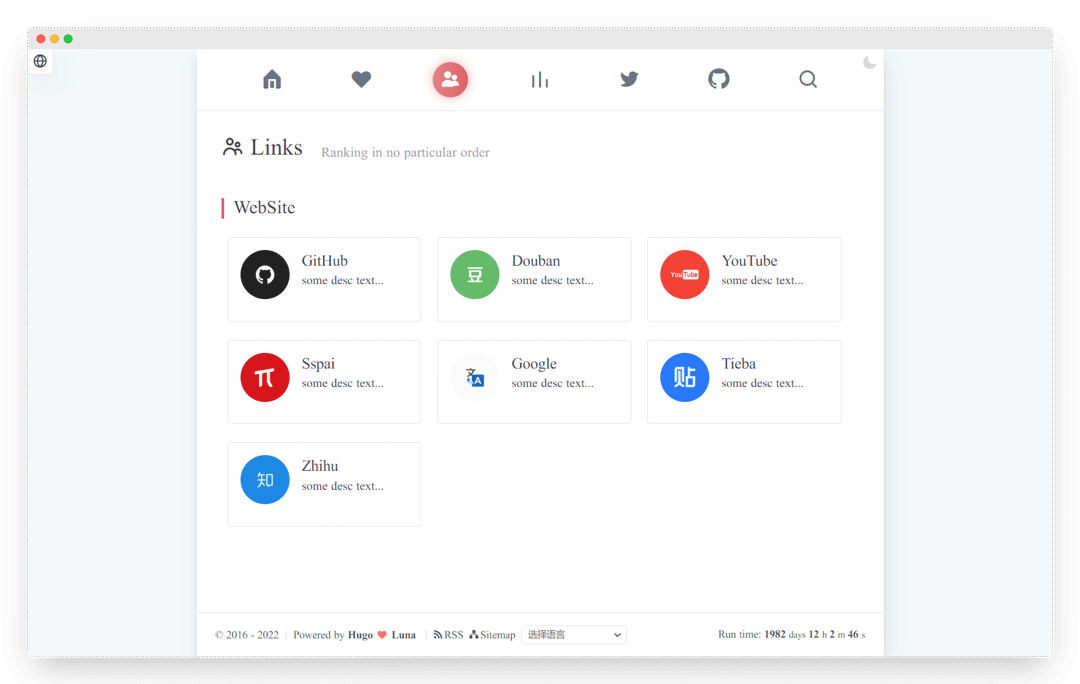 Links Ranking in no particular order
WebSite
GitHub
some desc text...
豆
Douban
some desc text...
You Tube
YouTube
some desc text...
Sspai
some desc text...
文 A
Google
some desc text...
贴
Tieba
some desc text...
知
Zhihu
some desc text...
© 2016 - 2022 | Powered by Hugo Luna | RSS Sitemap 选择语言 Run time: 1982 days 12 h 2 m 46 s